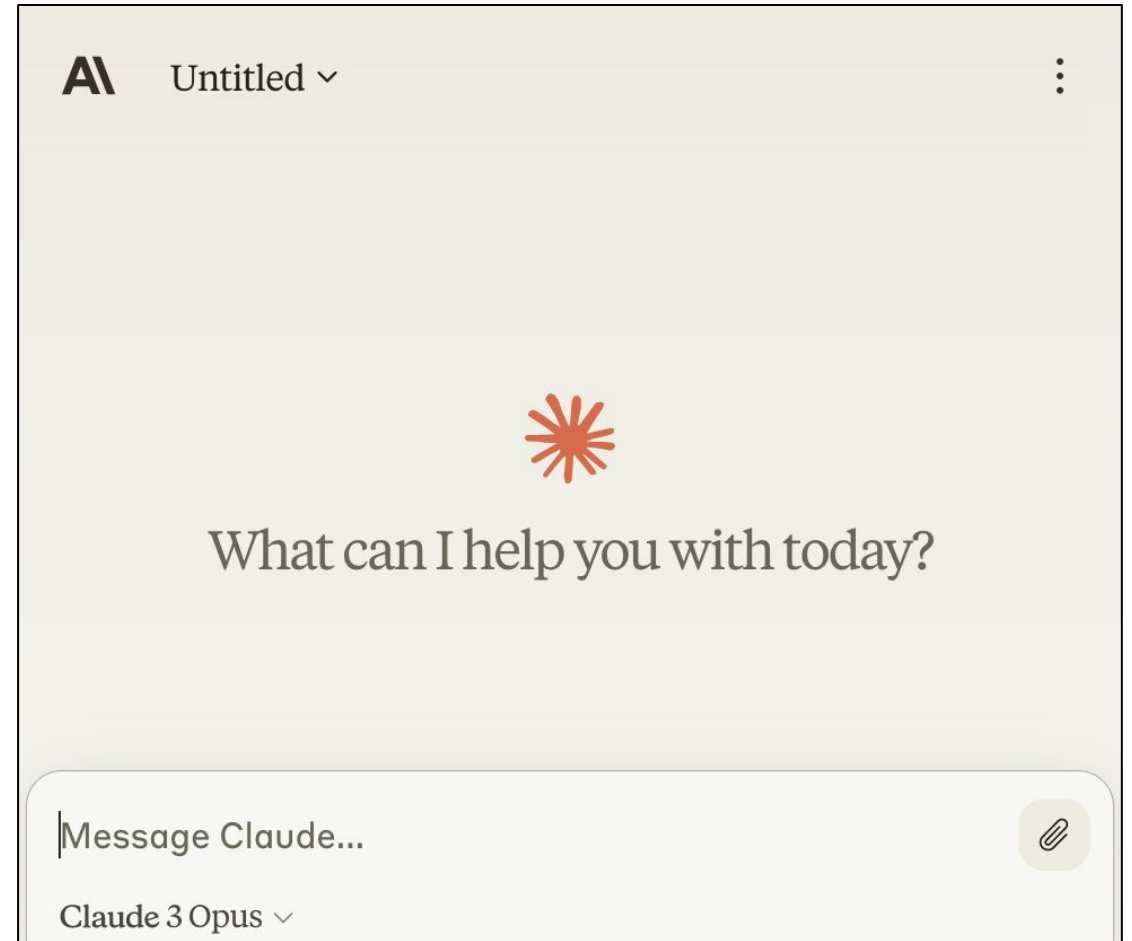 A\ Untitled
What can I help you with today?
Message Claude...
Claude 3 Opus